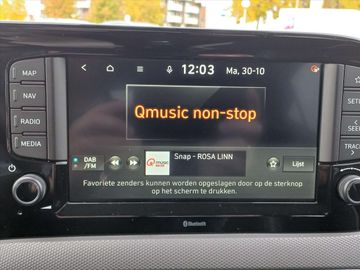 12:03 Ma, 30-10
MAP
NAV
RADIO
MEDIA
Qmusic non-stop
DAB
/FM
Qmusic
Snap - ROSA LINN
Lijst
Favoriete zenders kunnen worden opgeslagen door op de sterknop
op het scherm te drukken.
Bluetooth
SEEK
TRACK